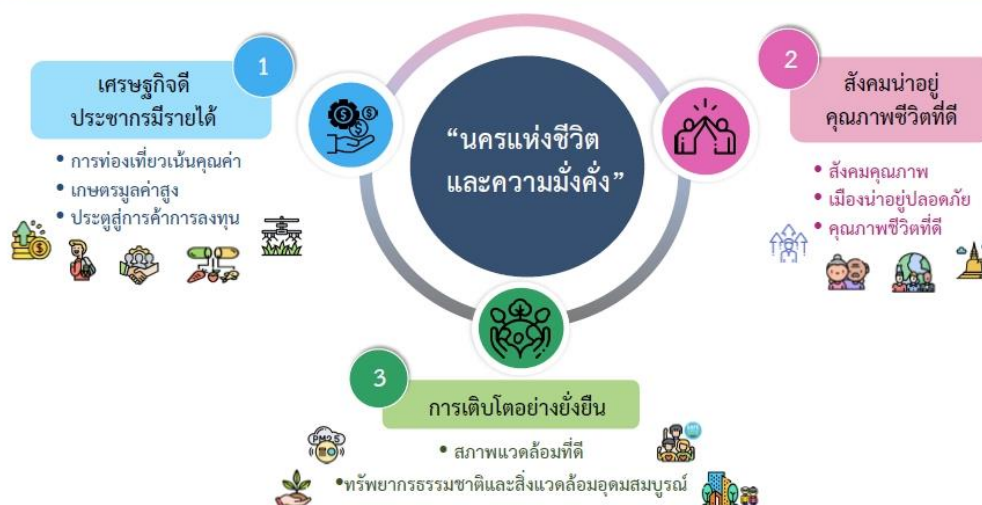 1
เศรษฐกิจดี
ประชากรมีรายได้
• การท่องเที่ยวเน้นคุณค่า
• เกษตรมูลค่าสูง
• ประตูสู่การค้าการลงทุน
“นครแห่งชีวิต
และความมั่งคั่ง”
2
สังคมน่าอยู่
คุณภาพชีวิตที่ดี
• สังคมคุณภาพ
• เมืองน่าอยู่ปลอดภัย
• คุณภาพชีวิตที่ดี
3
การเติบโตอย่างยั่งยืน
PM2.5
• สภาพแวดล้อมที่ดี
•ทรัพยากรธรรมชาติและสิ่งแวดล้อมอุดมสมบูรณ์